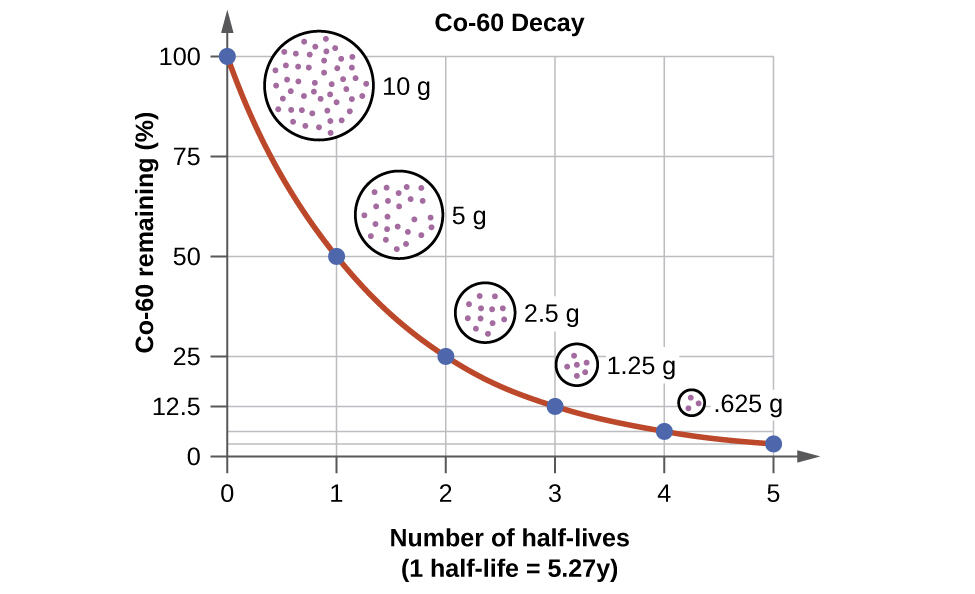 Co-60 Decay
100
75
50
25
12.5
0
Co-60 remaining (%)
10 g
5 g
2.5 g
1.25 g
.625 g
0 1 2 3 4 5
Number of half-lives
(1 half-life = 5.27y)